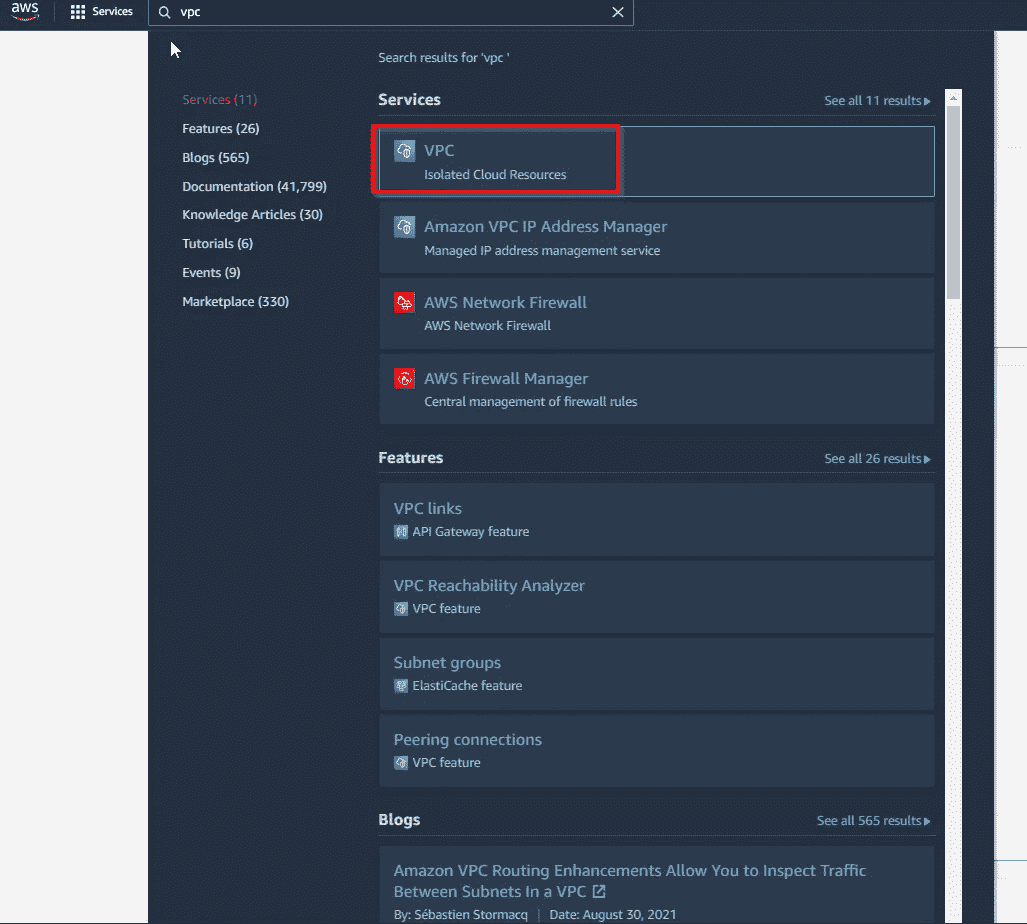 aws
Services
vpc
Search results for 'vpc '
Services (11)
Features (26)
Blogs (565)
Documentation (41,799)
Knowledge Articles (30)
Tutorials (6)
Events (9)
Marketplace (330)
Services
See all 11 results
VPC
Isolated Cloud Resources
Amazon VPC IP Address Manager
Managed IP address management service
AWS Network Firewall
AWS Network Firewall
AWS Firewall Manager
Central management of firewall rules
Features
See all 26 results
VPC links
API Gateway feature
VPC Reachability Analyzer
VPC feature
Subnet groups
ElastiCache feature
Peering connections
VPC feature
Blogs
See all 565 results
Amazon VPC Routing Enhancements Allow You to Inspect Traffic
Between Subnets In a VPC
By: Sébastien Stormacq | Date: August 30, 2021